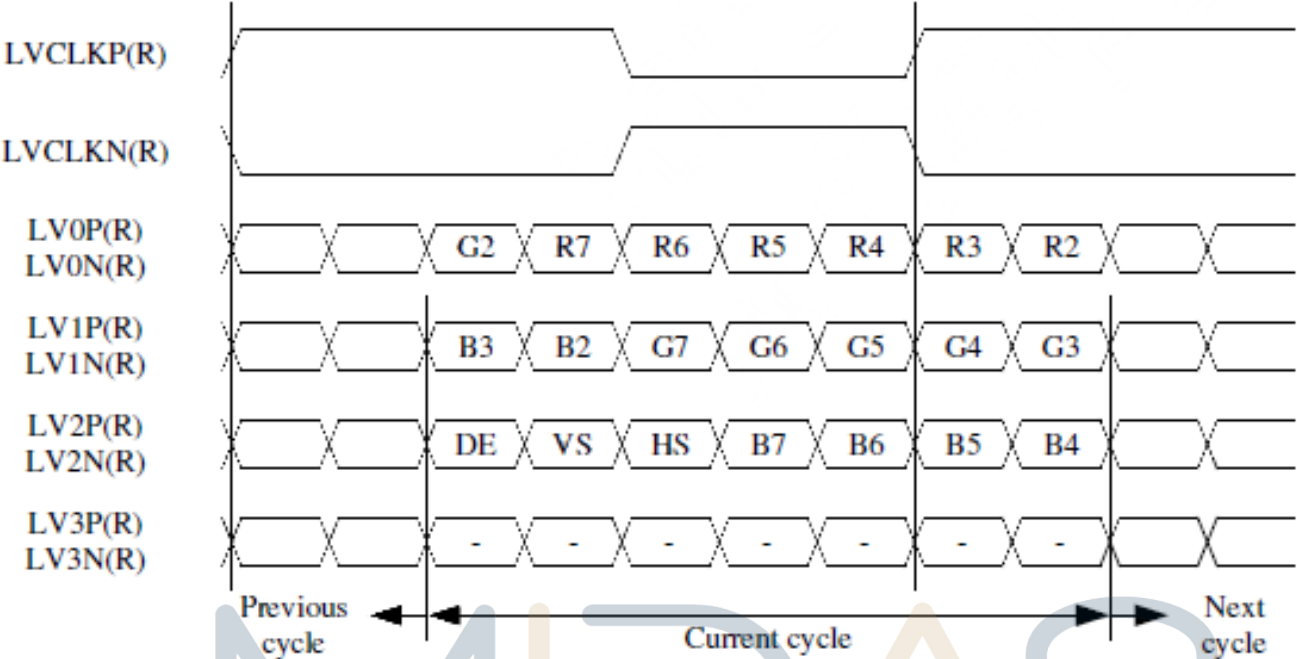 LVCLKP(R)
LVCLKN(R)
LV0P(R)
LV0N(R)
G2 R7 R6 R5 R4 R3 R2
LV1P(R)
LV1N(R)
B3 B2 G7 G6 G5 G4 G3
LV2P(R)
LV2N(R)
DE VS HS B7 B6 B5 B4
LV3P(R)
LV3N(R)
- - - - - - -
Previous
cycle
Current cycle
Next
cycle